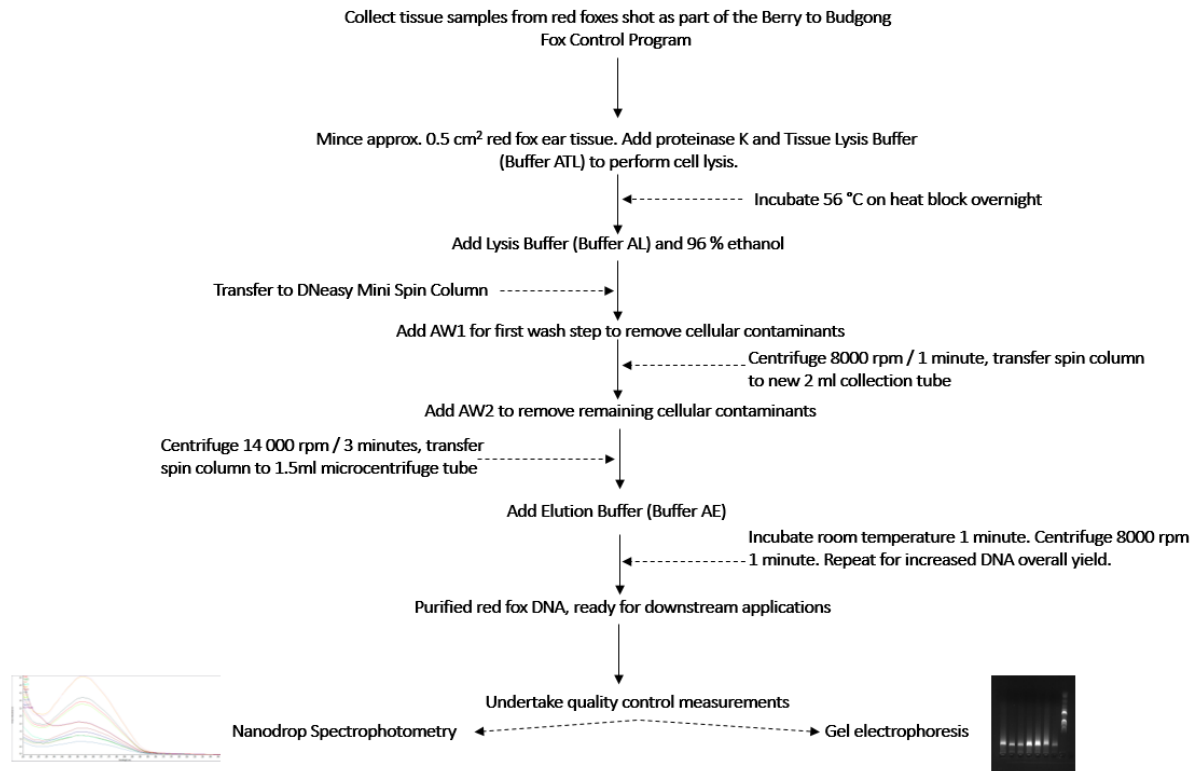 Collect tissue samples from red foxes shot as part of the Berry to Budgong
Fox Control Program
Mince approx. 0.5 cm² red fox ear tissue. Add proteinase K and Tissue Lysis Buffer
(Buffer ATL) to perform cell lysis.
Incubate 56 °C on heat block overnight
Add Lysis Buffer (Buffer AL) and 96 % ethanol
Transfer to DNeasy Mini Spin Column
Add AW1 for first wash step to remove cellular contaminants
Centrifuge 8000 rpm / 1 minute, transfer spin column
to new 2 ml collection tube
Add AW2 to remove remaining cellular contaminants
Centrifuge 14 000 rpm / 3 minutes, transfer
spin column to 1.5ml microcentrifuge tube
Add Elution Buffer (Buffer AE)
Incubate room temperature 1 minute. Centrifuge 8000 rpm
1 minute. Repeat for increased DNA overall yield.
Purified red fox DNA, ready for downstream applications
Undertake quality control measurements
Nanodrop Spectrophotometry
Gel electrophoresis